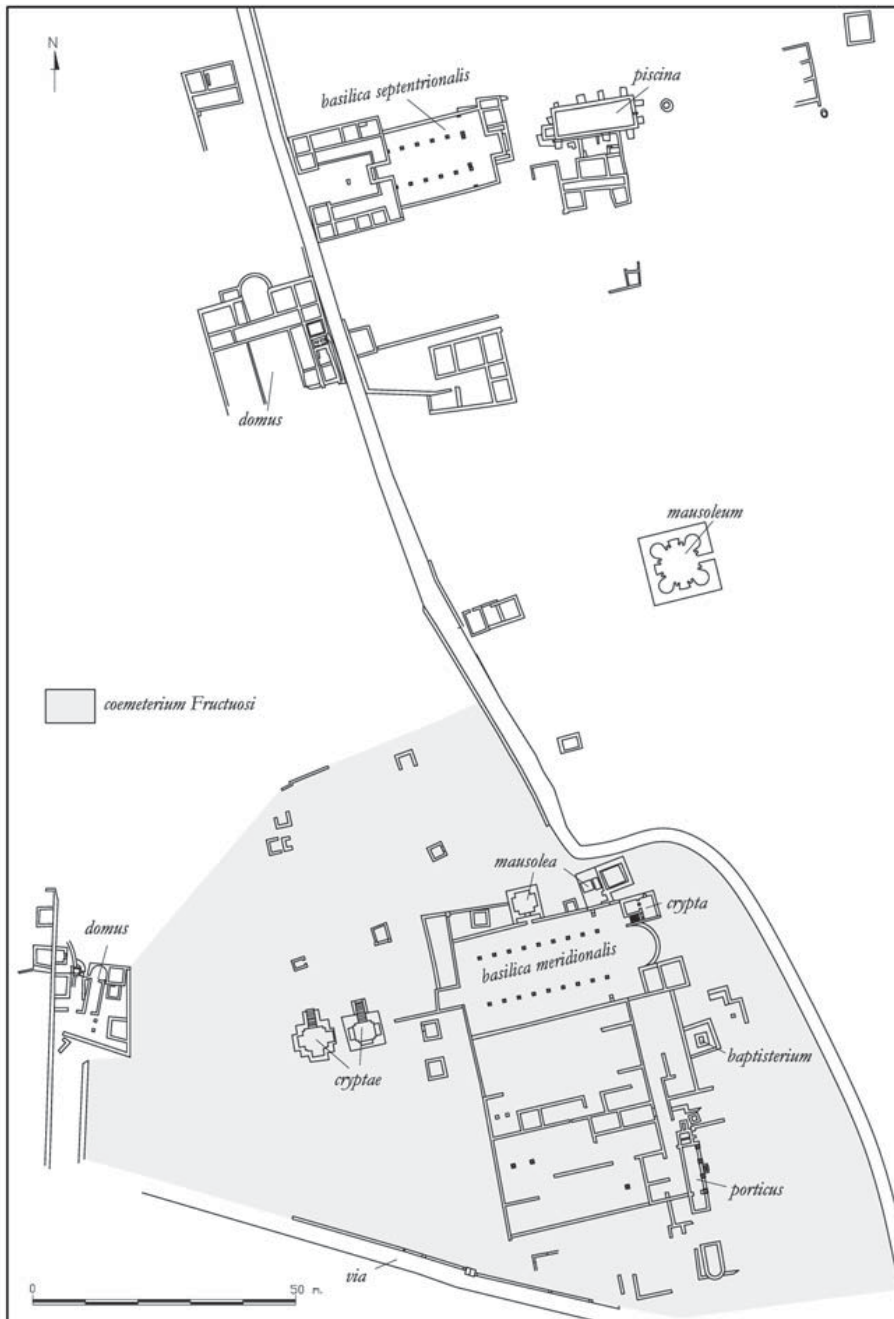 N
basilica septentrionalis
piscina
domus
mausoleum
coemeterium Fructuosi
mausolea
crypta
domus
basilica meridionalis
baptisterium
cryptae
porticus
via
0
50 m.